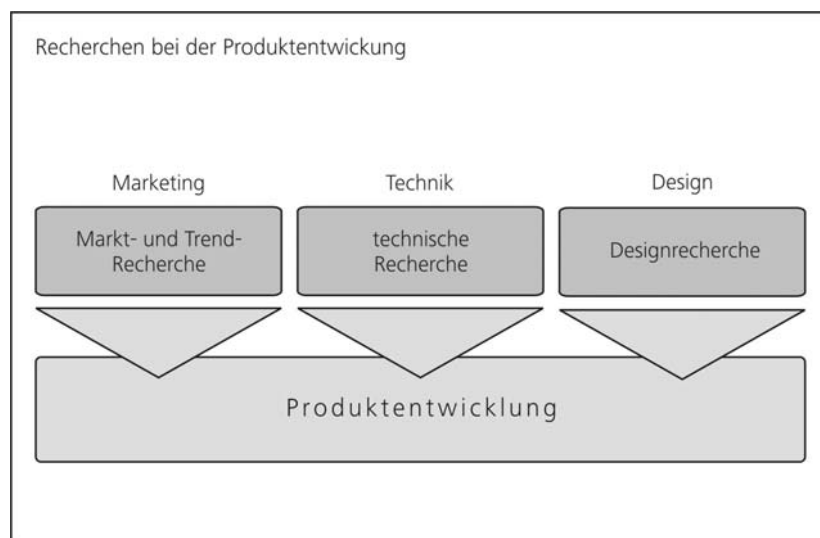 Recherchen bei der Produktentwickung
Marketing
Technik
Design
Markt- und Trend-
Recherche
technische
Recherche
Designrecherche
Produktentwicklung